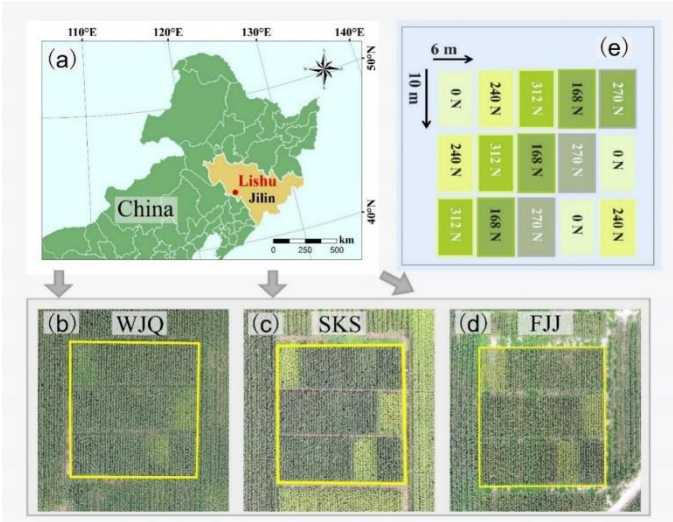 110°E 120°E 130°E 140°E
(a)
50°N
Lishu
Jilin
China
40°N
km
0 250 500
(e)
6 m
10 m
0 N 240 N 312 N 168 N 270 N
240 N 312 N 168 N 270 N 0 N
312 N 168 N 270 N 0 N 240 N
(b) WJQ
(c) SKS
(d) FJJ